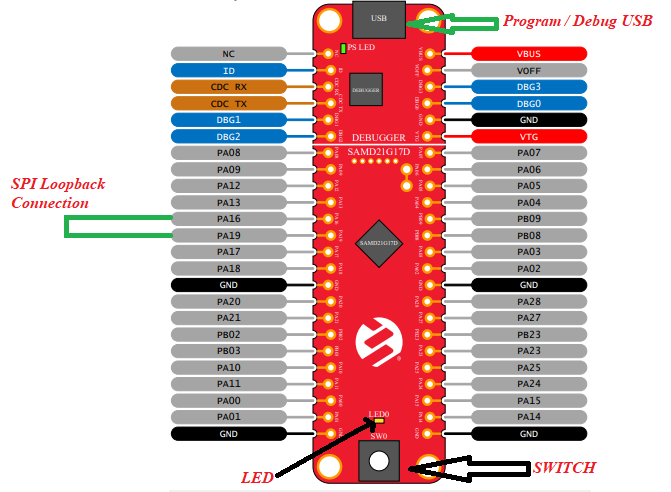 USB
Program / Debug USB
PS LED
NC
ID
CDC RX
CDC TX
DBG1
DBG2
DEBUGGER
VBUS
VOFF
DBG3
DBG0
GND
VTG
DEBUGGER
SAMD21G17D
PA08
PA09
PA12
PA13
PA16
PA19
PA17
PA18
GND
PA20
PA21
PB02
PB03
PA10
PA11
PA00
PA01
GND
SPI Loopback
Connection
SAMD21G17D
PA07
PA06
PA05
PA04
PB09
PB08
PA03
PA02
GND
PA28
PA27
PB23
PA23
PA25
PA24
PA15
PA14
GND
LED0
SW0
LED
SWITCH